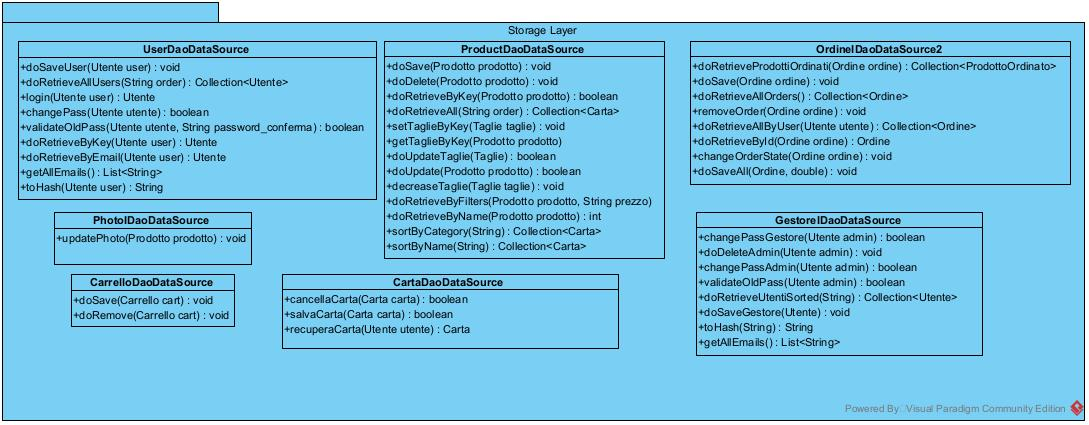 Storage Layer
UserDaoDataSource
+doSaveUser(Utente user) : void
+doRetrieveAllUsers(String order) : Collection<Utente>
+login(Utente user) : Utente
+changePass(Utente utente) : boolean
+validateOldPass(Utente utente, String password_conferma) : boolean
+doRetrieveByKey(Utente user) : Utente
+doRetrieveByEmail(Utente user) : Utente
+getAllEmails() : List<String>
+toHash(Utente user) : String
ProductDaoDataSource
+doSave(Prodotto prodotto) : void
+doDelete(Prodotto prodotto) : void
+doRetrieveByKey(Prodotto prodotto) : boolean
+doRetrieveAll(String order) : Collection<Carta>
+setTaglieByKey(Taglie taglie) : void
+getTaglieByKey(Prodotto prodotto)
+doUpdateTaglie(Taglie) : boolean
+doUpdate(Prodotto prodotto) : boolean
+decreaseTaglie(Taglie taglie) : void
+doRetrieveByFilters(Prodotto prodotto, String prezzo)
+doRetrieveByName(Prodotto prodotto) : int
+sortByCategory(String) : Collection<Carta>
+sortByName(String) : Collection<Carta>
OrdineIDaoDataSource2
+doRetrieveProdottiOrdinati(Ordine ordine) : Collection<ProdottoOrdinato>
+doSave(Ordine ordine) : void
+doRetrieveAllOrders() : Collection<Ordine>
+removeOrder(Ordine ordine) : void
+doRetrieveAllByUser(Utente utente) : Collection<Ordine>
+doRetrieveById(Ordine ordine) : Ordine
+changeOrderState(Ordine ordine) : void
+doSaveAll(Ordine, double) : void
PhotoIDaoDataSource
+updatePhoto(Prodotto prodotto) : void
CarrelloDaoDataSource
+doSave(Carrello cart) : void
+doRemove(Carrello cart) : void
CartaDaoDataSource
+cancellaCarta(Carta carta) : boolean
+salvaCarta(Carta carta) : boolean
+recuperaCarta(Utente utente) : Carta
GestoreIDaoDataSource
+changePassGestore(Utente admin) : boolean
+doDeleteAdmin(Utente admin) : void
+changePassAdmin(Utente admin) : boolean
+validateOldPass(Utente admin) : boolean
+doRetrieveUtentiSorted(String) : Collection<Utente>
+doSaveGestore(Utente) : void
+toHash(String) : String
+getAllEmails() : List<String>
Powered By Visual Paradigm Community Edition